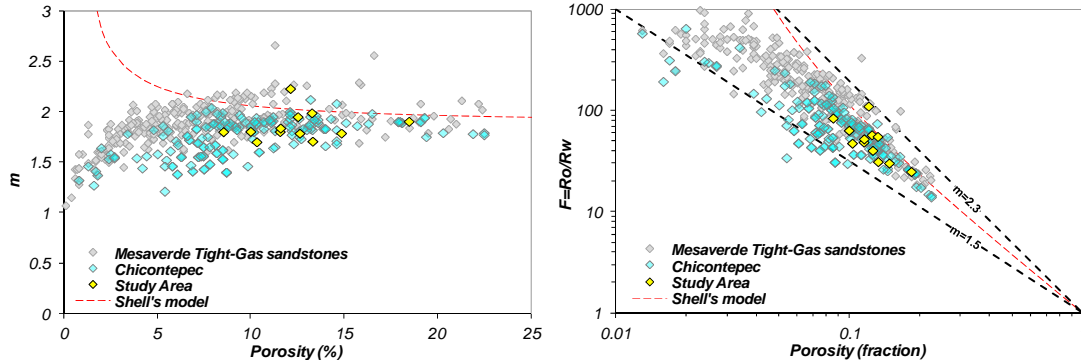 3
2.5
2
1.5
1
0.5
0
m
Mesaverde Tight-Gas sandstones
Chicontepec
Study Area
Shell's model
0 5 10 15 20 25
Porosity (%)
1000
100
10
1
F=Ro/Rw
m=2.3
m=1.5
Mesaverde Tight-Gas sandstones
Chicontepec
Study Area
Shell's model
0.01 0.1
Porosity (fraction)